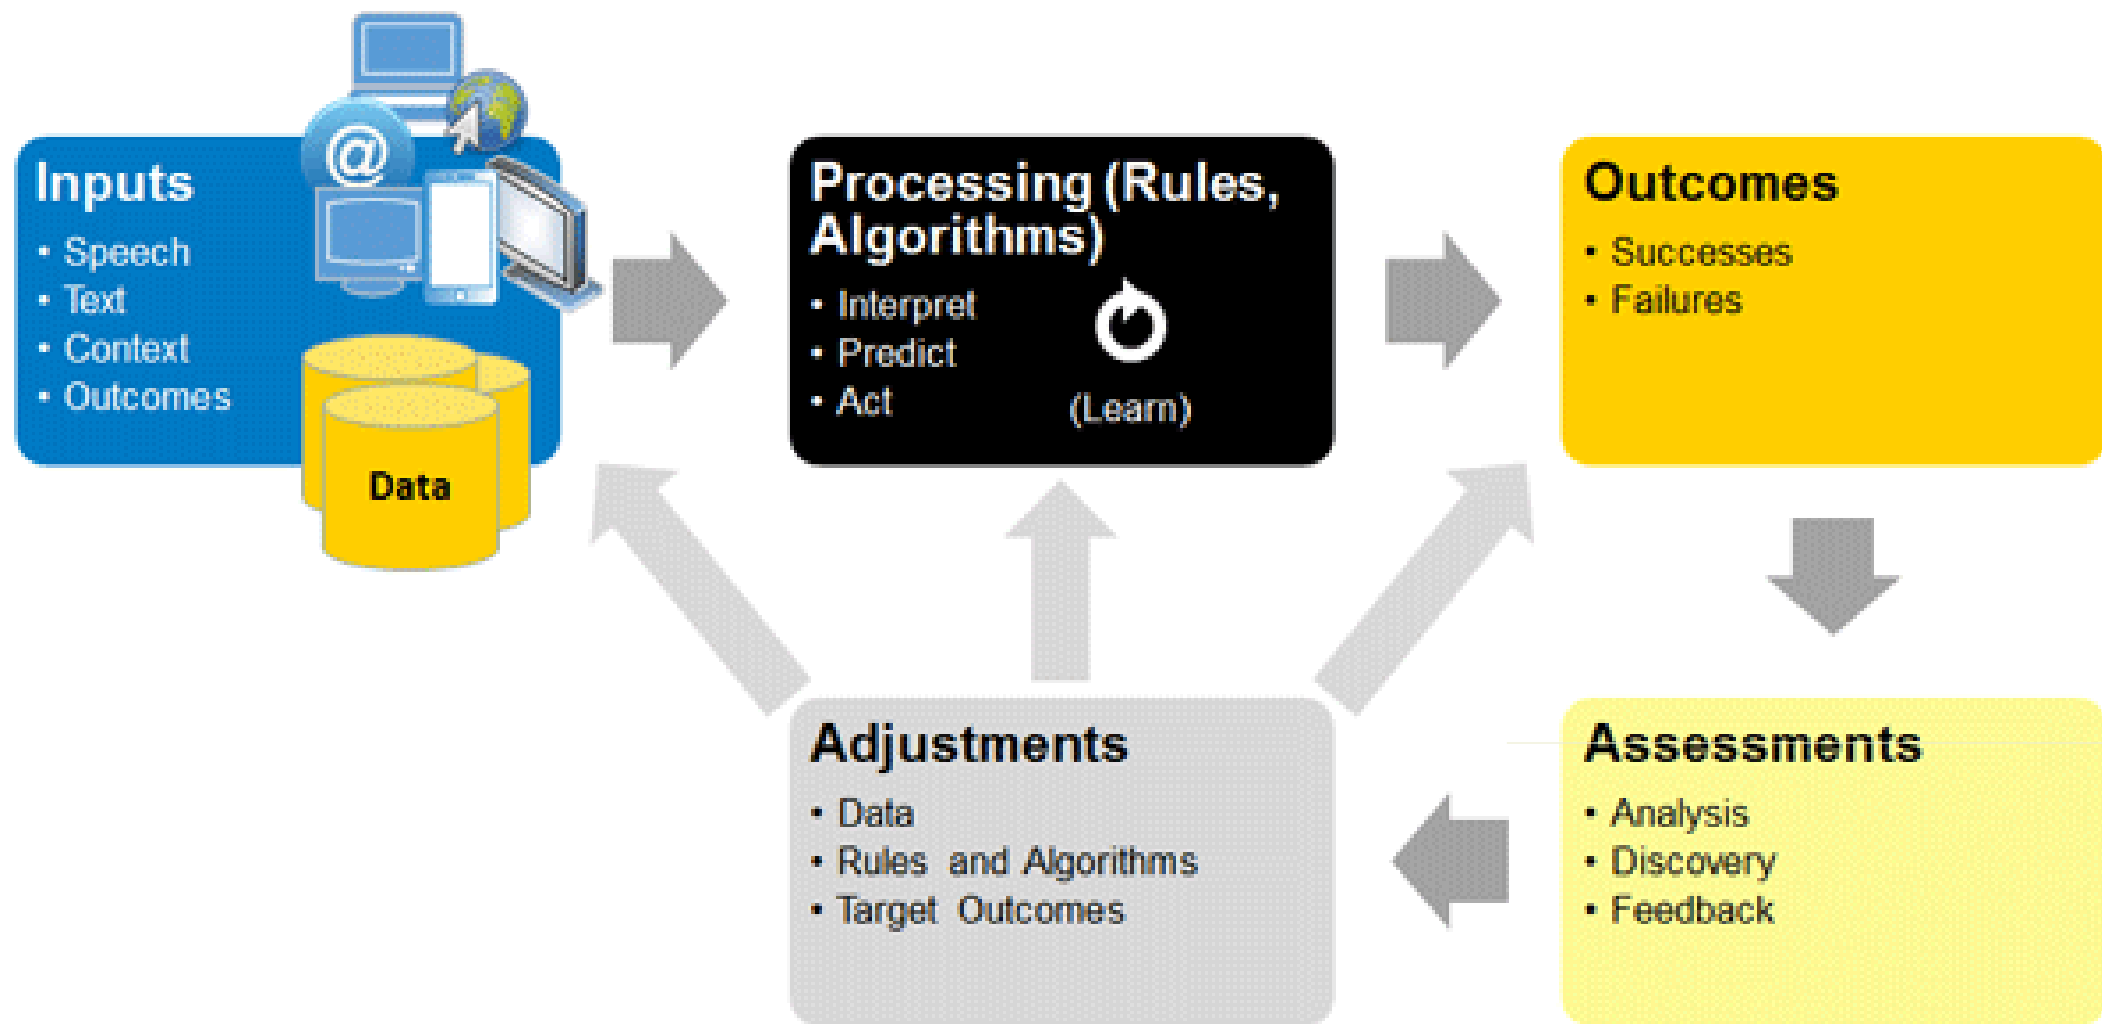 @
Inputs
• Speech
• Text
• Context
• Outcomes
Data
Processing (Rules,
Algorithms)
• Interpret
• Predict
• Act
(Learn)
Outcomes
• Successes
• Failures
Adjustments
• Data
• Rules and Algorithms
• Target Outcomes
Assessments
• Analysis
• Discovery
• Feedback